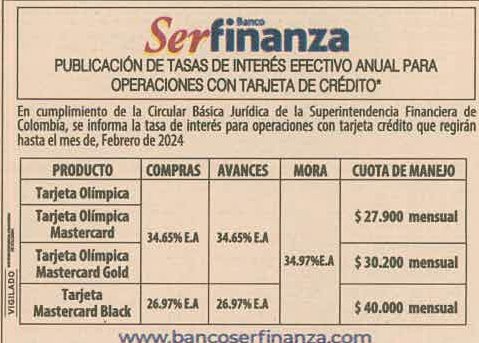 Banco
Serfinanza
PUBLICACIÓN DE TASAS DE INTERÉS EFECTIVO ANUAL PARA
OPERACIONES CON TARJETA DE CRÉDITO*
En cumplimiento de la Circular Básica Jurídica de la Superintendencia Financiera de
Colombia, se informa la tasa de interés para operaciones con tarjeta crédito que regirán
hasta el mes de, Febrero de 2024
PRODUCTO COMPRAS AVANCES MORA CUOTA DE MANEJO
Tarjeta Olímpica
Tarjeta Olímpica
Mastercard
$ 27.900 mensual
34.65% E.A 34.65% E.A
Tarjeta Olímpica
Mastercard Gold
34.97% E.A
$ 30.200 mensual
Tarjeta
Mastercard Black
26.97% E.A 26.97% E.A
$ 40.000 mensual
VIGILADO
www.bancoserfinanza.com